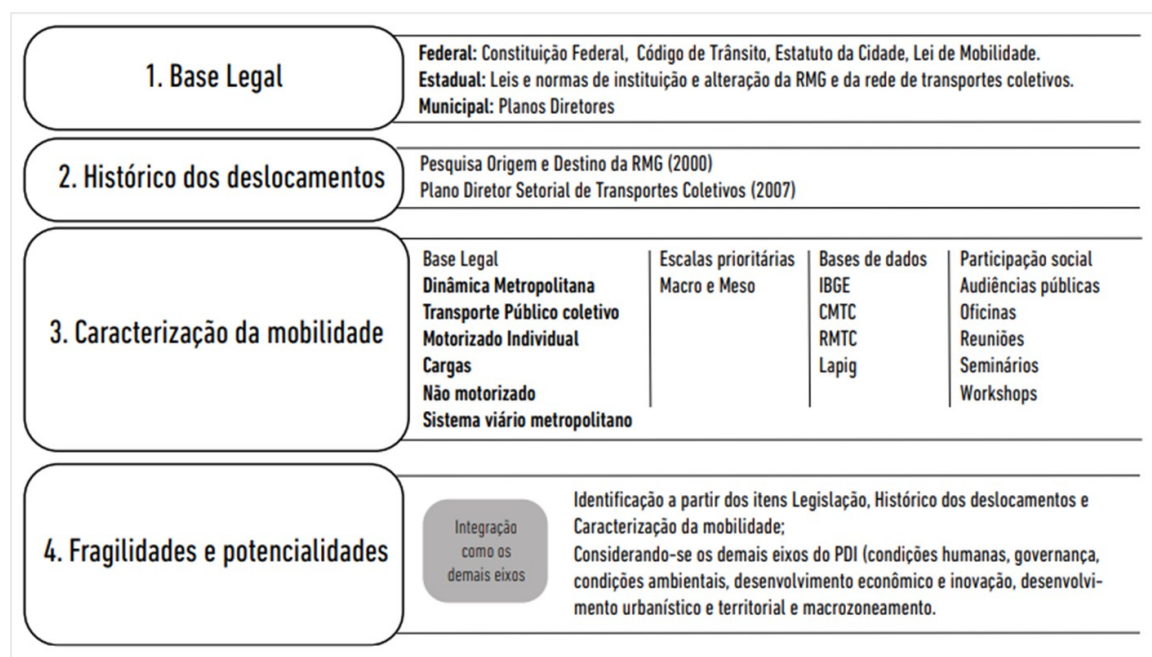 1. Base Legal
Federal: Constituição Federal, Código de Trânsito, Estatuto da Cidade, Lei de Mobilidade.
Estadual: Leis e normas de instituição e alteração da RMG e da rede de transportes coletivos.
Municipal: Planos Diretores
2. Histórico dos deslocamentos
Pesquisa Origem e Destino da RMG (2000)
Plano Diretor Setorial de Transportes Coletivos (2007)
3. Caracterização da mobilidade
Base Legal
Dinâmica Metropolitana
Transporte Público coletivo
Motorizado Individual
Cargas
Não motorizado
Sistema viário metropolitano
Escalas prioritárias
Macro e Meso
Bases de dados
IBGE
CMTC
RMTC
Lapig
Participação social
Audiências públicas
Oficinas
Reuniões
Seminários
Workshops
4. Fragilidades e potencialidades
Integração
como os
demais eixos
Identificação a partir dos itens Legislação, Histórico dos deslocamentos e
Caracterização da mobilidade;
Considerando-se os demais eixos do PDI (condições humanas, governança,
condições ambientais, desenvolvimento econômico e inovação, desenvolvi-
mento urbanístico e territorial e macrozoneamento.